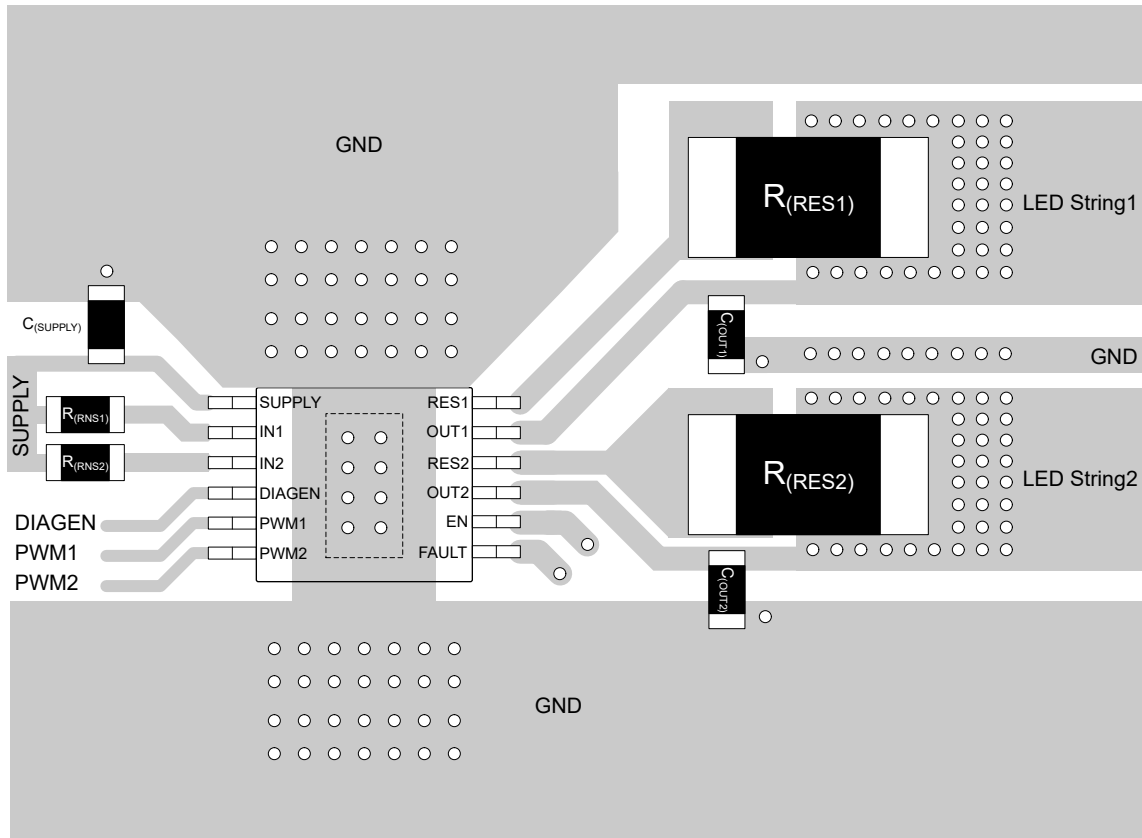 GND
R(RES1)
LED String1
C(SUPPLY)
C(OUT1)
GND
SUPPLY
R(RNS1)
R(RNS2)
SUPPLY
RES1
IN1
OUT1
IN2
RES2
DIAGEN
OUT2
PWM1
EN
PWM2
FAULT
R(RES2)
LED String2
DIAGEN
PWM1
PWM2
C(OUT2)
GND